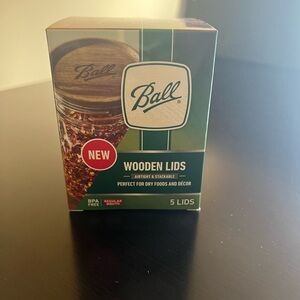 Ball
Ball
®
NEW
WOODEN LIDS
AIRTIGHT & STACKABLE
PERFECT FOR DRY FOODS AND DÉCOR
BPA
FREE
REGULAR
MOUTH
5 LIDS